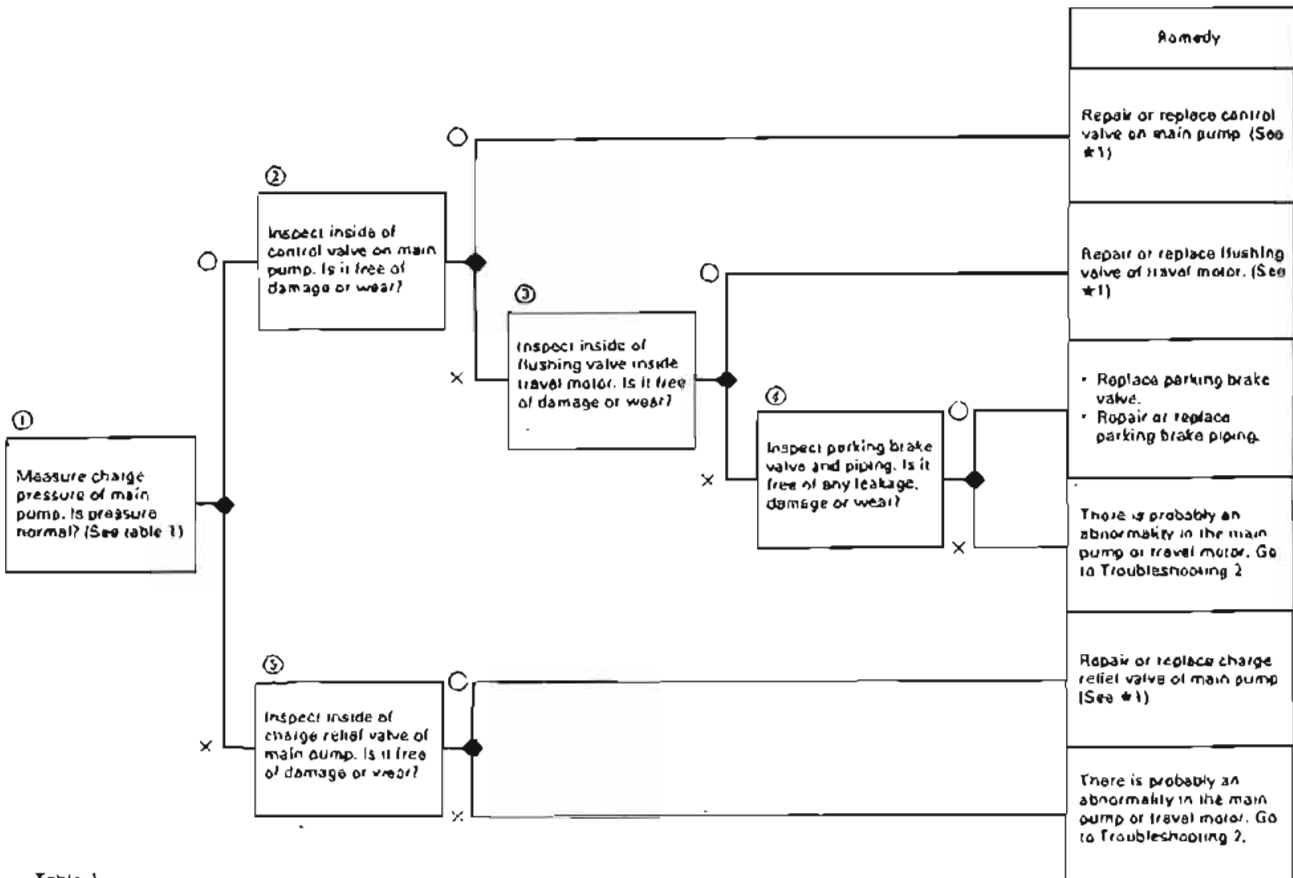 Remedy
Repair or replace control
valve on main pump. (See
★1)
②
Inspect inside of
control valve on main
pump. Is it free of
damage or wear?
Repair or replace flushing
valve of travel motor. (See
★1)
③
Inspect inside of
flushing valve inside
travel motor. Is it free
of damage or wear?
• Replace parking brake
valve.
• Repair or replace
parking brake piping.
④
Inspect parking brake
valve and piping. Is it
free of any leakage,
damage or wear?
①
Measure charge
pressure of main
pump. Is pressure
normal? (See table 1)
There is probably an
abnormality in the main
pump or travel motor. Go
to Troubleshooting 2
⑤
Inspect inside of
charge relief valve of
main pump. Is it free
of damage or wear?
Repair or replace charge
relief valve of main pump
(See ★1)
There is probably an
abnormality in the main
pump or travel motor. Go
to Troubleshooting 2.
Table 1